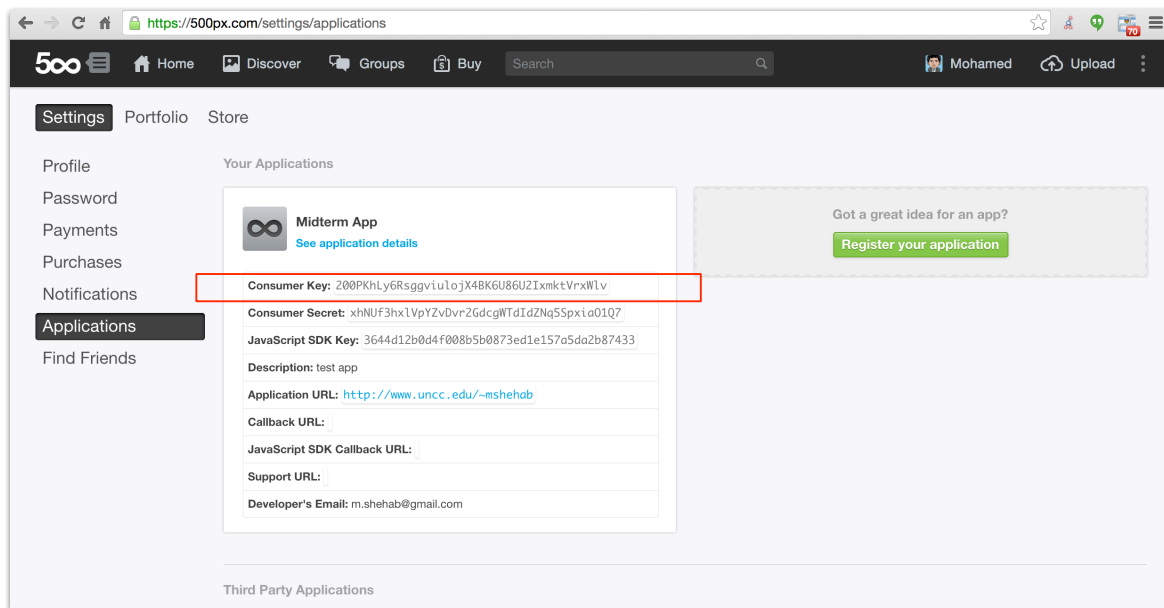 https://500px.com/settings/applications
70
500
Home
Discover
Groups
Buy
Search
Mohamed
Upload
Settings
Portfolio
Store
Profile
Password
Payments
Purchases
Notifications
Applications
Find Friends
Your Applications
Midterm App
See application details
Consumer Key: 200PKhLy6RsggviulojX4BK6U86U2IxmktVrxWlv
Consumer Secret: xhNUf3hxlVpYZvDvr2GdcgWTdIdZNq5SpxiaO1Q7
JavaScript SDK Key: 3644d12b0d4f008b5b0873ed1e157a5da2b87433
Description: test app
Application URL: http://www.uncc.edu/~mshehab
Callback URL:
JavaScript SDK Callback URL:
Support URL:
Developer's Email: m.shehab@gmail.com
Got a great idea for an app?
Register your application
Third Party Applications